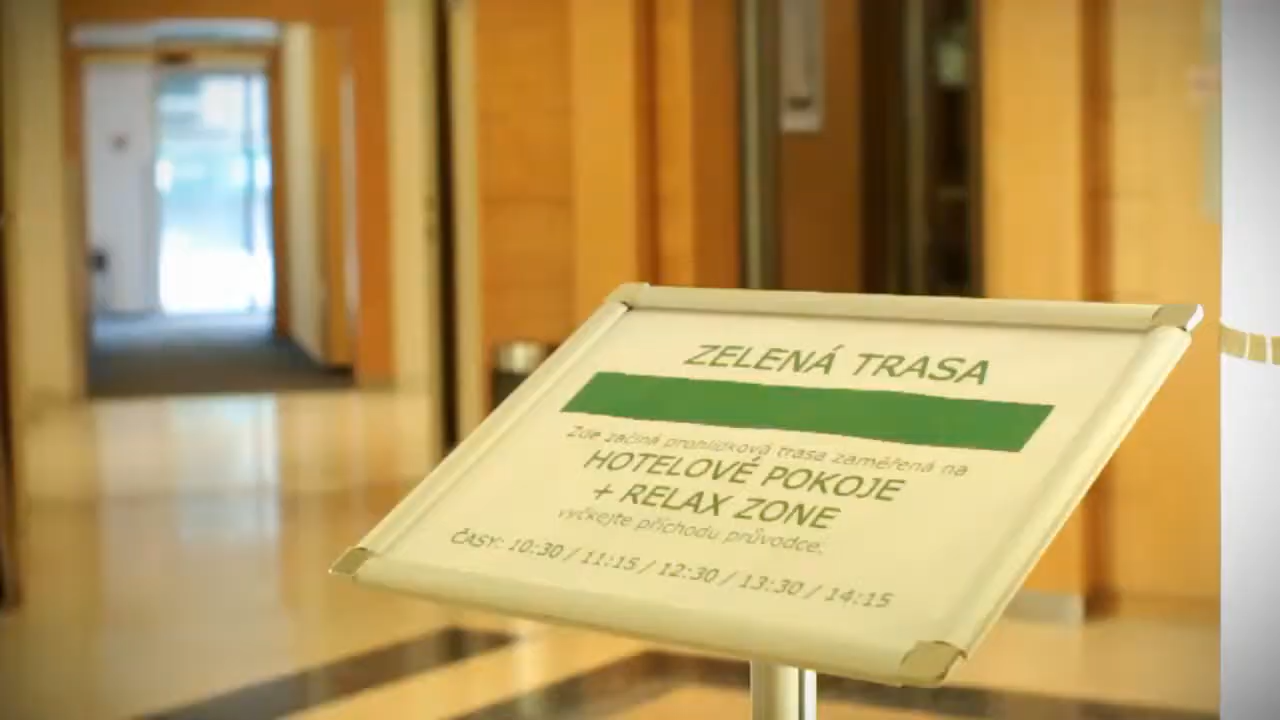 ZELENÁ TRASA
Zde začíná prohlídková trasa zaměřená na
HOTELOVÉ POKOJE
+ RELAX ZONE
vyčkejte příchodu průvodce.
ČASY: 10:30 / 11:15 / 12:30 / 13:30 / 14:15